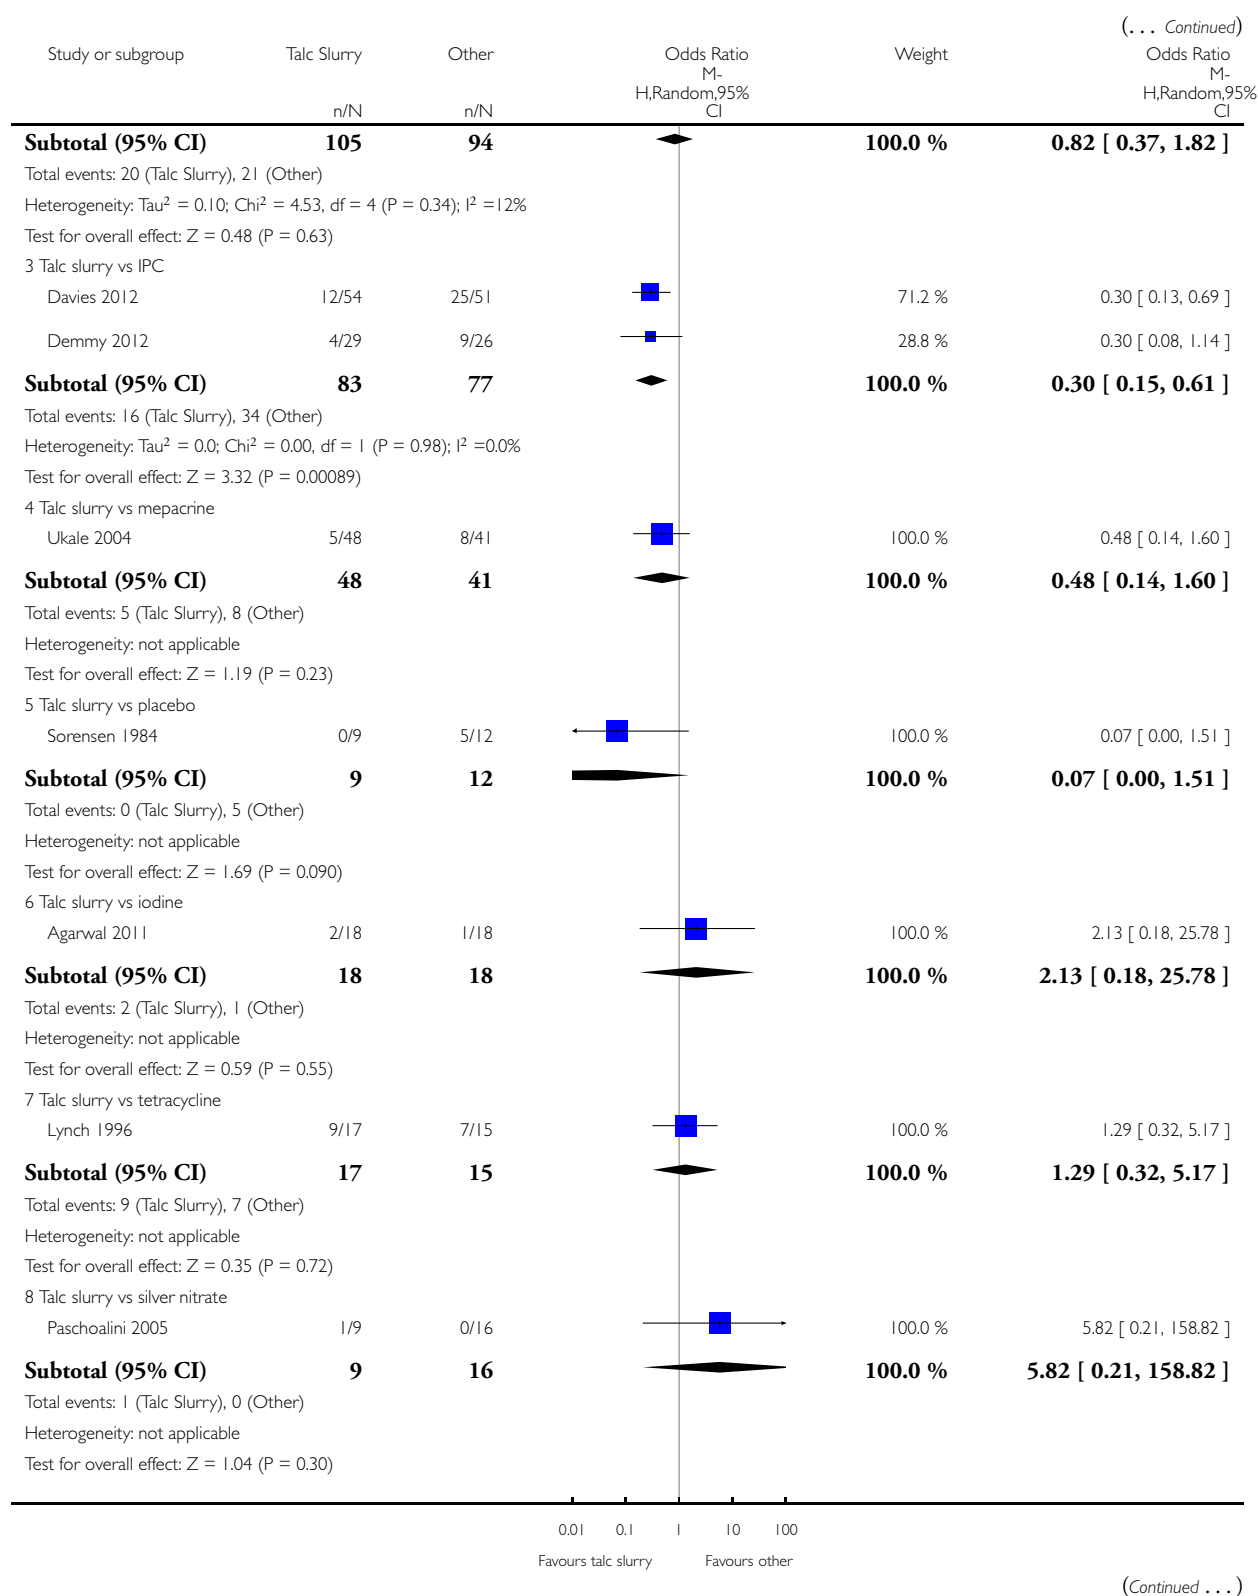 (... Continued)
Study or subgroup Talc Slurry Other Odds Ratio Weight Odds Ratio
M-H,Random,95% CI M-H,Random,95% CI
n/N n/N
Subtotal (95% CI) 105 94 100.0 % 0.82 [ 0.37, 1.82 ]
Total events: 20 (Talc Slurry), 21 (Other)
Heterogeneity: Tau² = 0.10; Chi² = 4.53, df = 4 (P = 0.34); I² =12%
Test for overall effect: Z = 0.48 (P = 0.63)
3 Talc slurry vs IPC
Davies 2012 12/54 25/51 71.2 % 0.30 [ 0.13, 0.69 ]
Demmy 2012 4/29 9/26 28.8 % 0.30 [ 0.08, 1.14 ]
Subtotal (95% CI) 83 77 100.0 % 0.30 [ 0.15, 0.61 ]
Total events: 16 (Talc Slurry), 34 (Other)
Heterogeneity: Tau² = 0.0; Chi² = 0.00, df = 1 (P = 0.98); I² =0.0%
Test for overall effect: Z = 3.32 (P = 0.00089)
4 Talc slurry vs mepacrine
Ukale 2004 5/48 8/41 100.0 % 0.48 [ 0.14, 1.60 ]
Subtotal (95% CI) 48 41 100.0 % 0.48 [ 0.14, 1.60 ]
Total events: 5 (Talc Slurry), 8 (Other)
Heterogeneity: not applicable
Test for overall effect: Z = 1.19 (P = 0.23)
5 Talc slurry vs placebo
Sorensen 1984 0/9 5/12 100.0 % 0.07 [ 0.00, 1.51 ]
Subtotal (95% CI) 9 12 100.0 % 0.07 [ 0.00, 1.51 ]
Total events: 0 (Talc Slurry), 5 (Other)
Heterogeneity: not applicable
Test for overall effect: Z = 1.69 (P = 0.090)
6 Talc slurry vs iodine
Agarwal 2011 2/18 1/18 100.0 % 2.13 [ 0.18, 25.78 ]
Subtotal (95% CI) 18 18 100.0 % 2.13 [ 0.18, 25.78 ]
Total events: 2 (Talc Slurry), 1 (Other)
Heterogeneity: not applicable
Test for overall effect: Z = 0.59 (P = 0.55)
7 Talc slurry vs tetracycline
Lynch 1996 9/17 7/15 100.0 % 1.29 [ 0.32, 5.17 ]
Subtotal (95% CI) 17 15 100.0 % 1.29 [ 0.32, 5.17 ]
Total events: 9 (Talc Slurry), 7 (Other)
Heterogeneity: not applicable
Test for overall effect: Z = 0.35 (P = 0.72)
8 Talc slurry vs silver nitrate
Paschoalini 2005 1/9 0/16 100.0 % 5.82 [ 0.21, 158.82 ]
Subtotal (95% CI) 9 16 100.0 % 5.82 [ 0.21, 158.82 ]
Total events: 1 (Talc Slurry), 0 (Other)
Heterogeneity: not applicable
Test for overall effect: Z = 1.04 (P = 0.30)
0.01 0.1 1 10 100
Favours talc slurry Favours other
(Continued ...)